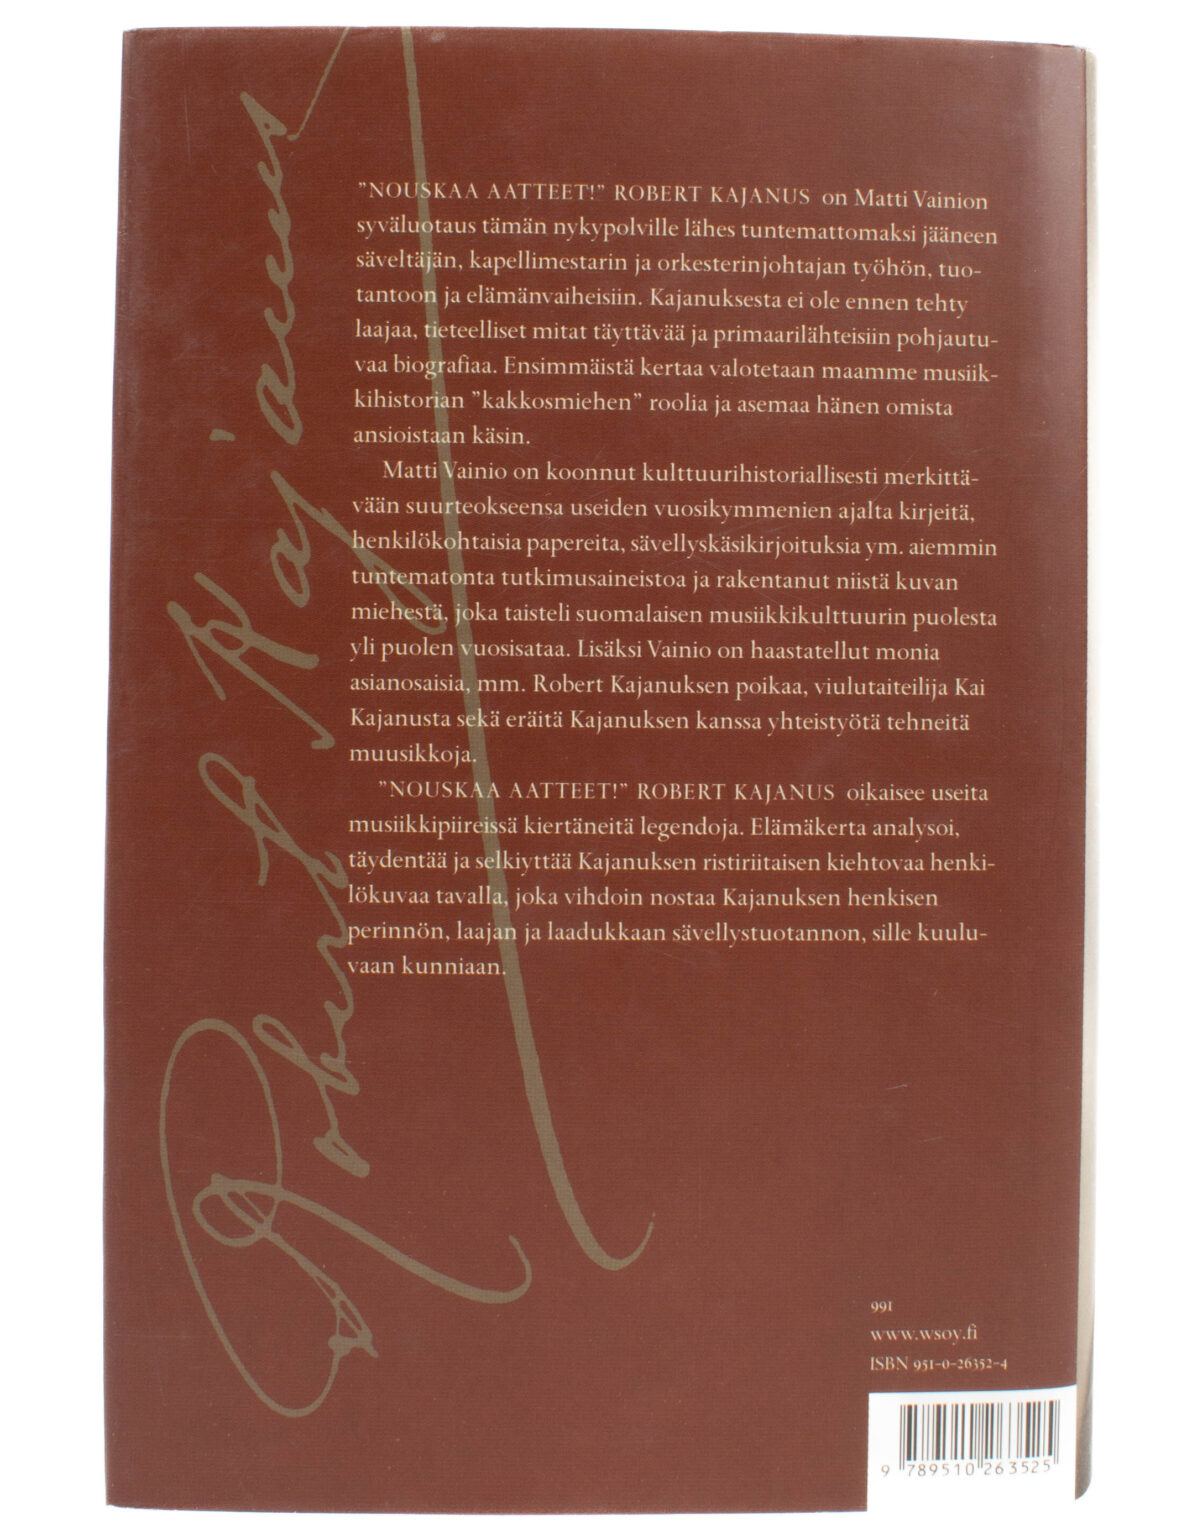 Robert Kajanus
"NOUSKAA AATTEET!" ROBERT KAJANUS on Matti Vainion
syväluotaus tämän nykypolville lähes tuntemattomaksi jääneen
säveltäjän, kapellimestarin ja orkesterinjohtajan työhön, tuo-
tantoon ja elämänvaiheisiin. Kajanuksesta ei ole ennen tehty
laajaa, tieteelliset mitat täyttävää ja primaarilähteisiin pohjautu-
vaa biografiaa. Ensimmäistä kertaa valotetaan maamme musiik-
kihistorian "kakkosmiehen" roolia ja asemaa hänen omista
ansioistaan käsin.
Matti Vainio on koonnut kulttuurihistoriallisesti merkittä-
vään suurteokseensa useiden vuosikymmenien ajalta kirjeitä,
henkilökohtaisia papereita, sävellyskäsikirjoituksia ym. aiemmin
tuntematonta tutkimusaineistoa ja rakentanut niistä kuvan
miehestä, joka taisteli suomalaisen musiikkikulttuurin puolesta
yli puolen vuosisataa. Lisäksi Vainio on haastatellut monia
asianosaisia, mm. Robert Kajanuksen poikaa, viulutaiteilija Kai
Kajanusta sekä eräitä Kajanuksen kanssa yhteistyötä tehneitä
muusikkoja.
"NOUSKAA AATTEET!" ROBERT KAJANUS oikaisee useita
musiikkipiireissä kiertäneitä legendoja. Elämäkerta analysoi,
täydentää ja selkiyttää Kajanuksen ristiriitaisen kiehtovaa henki-
lökuvaa tavalla, joka vihdoin nostaa Kajanuksen henkisen
perinnön, laajan ja laadukkaan sävellystuotannon, sille kuulu-
vaan kunniaan.
991
www.wsoy.fi
ISBN 951-0-26352-4
9 789510 263525